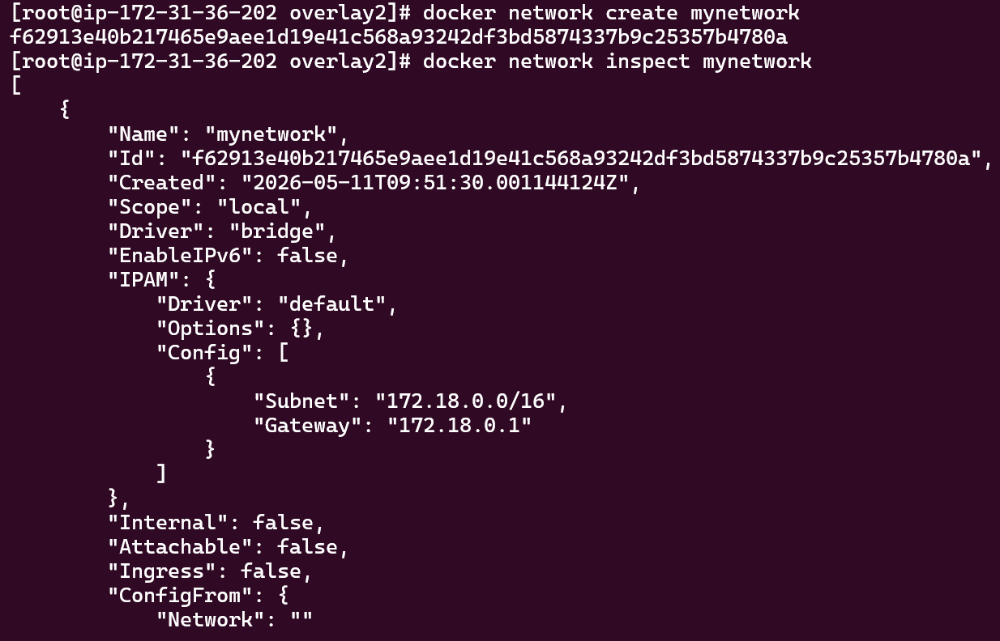 [root@ip-172-31-36-202 overlay2]# docker network create mynetwork
f62913e40b217465e9aee1d19e41c568a93242df3bd5874337b9c25357b4780a
[root@ip-172-31-36-202 overlay2]# docker network inspect mynetwork
[
    {
        "Name": "mynetwork",
        "Id": "f62913e40b217465e9aee1d19e41c568a93242df3bd5874337b9c25357b4780a",
        "Created": "2026-05-11T09:51:30.001144124Z",
        "Scope": "local",
        "Driver": "bridge",
        "EnableIPv6": false,
        "IPAM": {
            "Driver": "default",
            "Options": {},
            "Config": [
                {
                    "Subnet": "172.18.0.0/16",
                    "Gateway": "172.18.0.1"
                }
            ]
        },
        "Internal": false,
        "Attachable": false,
        "Ingress": false,
        "ConfigFrom": {
            "Network": ""